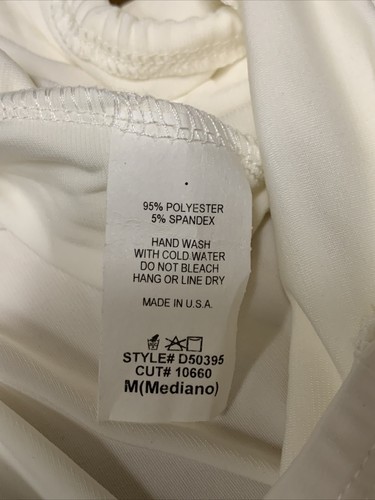 95% POLYESTER
5% SPANDEX
HAND WASH
WITH COLD WATER
DO NOT BLEACH
HANG OR LINE DRY
MADE IN U.S.A.
STYLE# D50395
CUT# 10660
M(Mediano)